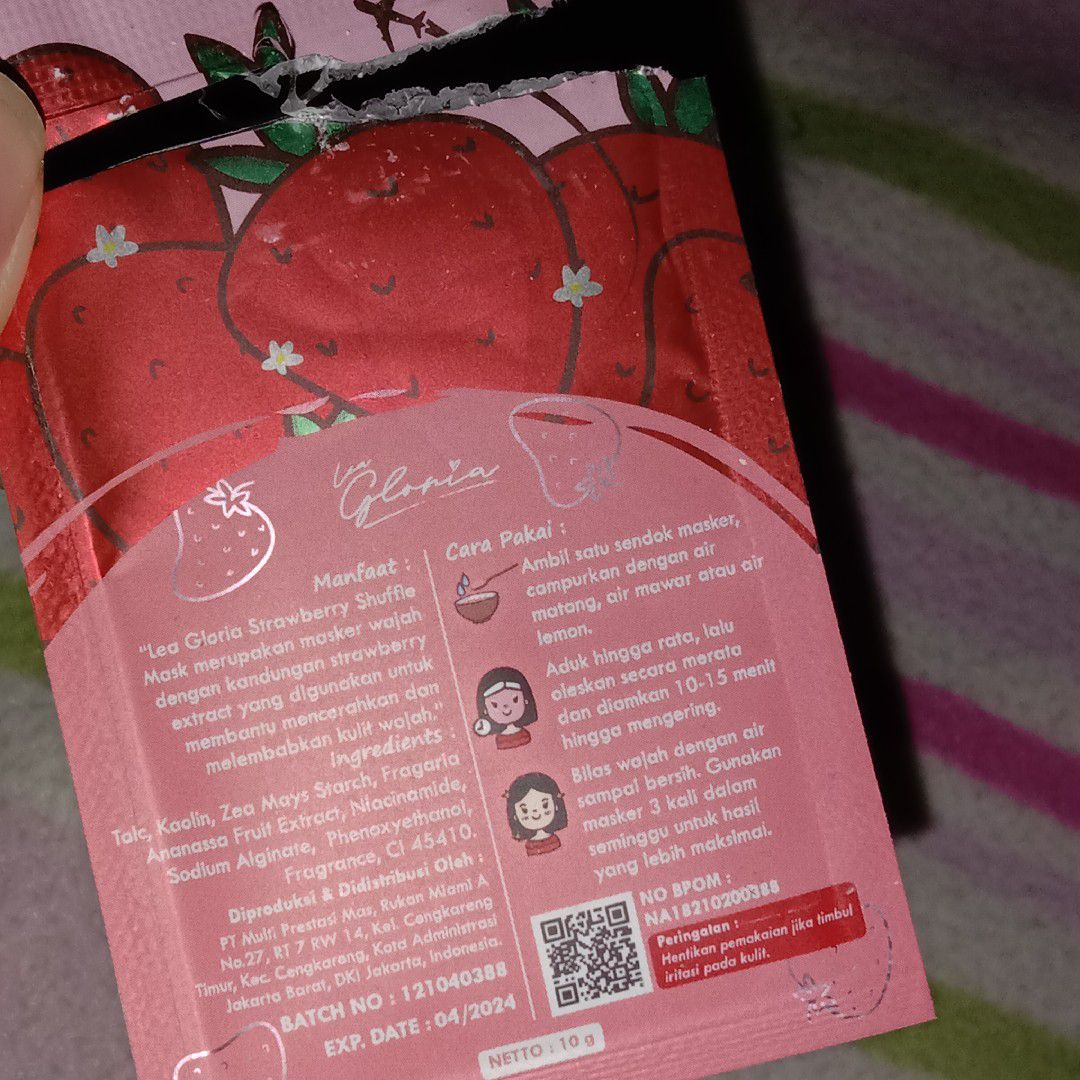 Lea
Gloria
Manfaat :
"Lea Gloria Strawberry Shuffle
Mask merupakan masker wajah
dengan kandungan strawberry
extract yang digunakan untuk
membantu mencerahkan dan
melembabkan kulit wajah."
Ingredients :
Talc, Kaolin, Zea Mays Starch, Fragaria
Ananassa Fruit Extract, Niacinamide,
Sodium Alginate, Phenoxyethanol,
Fragrance, CI 45410.
Diproduksi & Didistribusi Oleh :
PT Multi Prestasi Mas, Rukan Miami A
No.27, RT 7 RW 14, Kel. Cengkareng
Timur, Kec. Cengkareng, Kota Administrasi
Jakarta Barat, DKI Jakarta, Indonesia.
BATCH NO : 121040388
EXP. DATE : 04/2024
Cara Pakai :
Ambil satu sendok masker,
campurkan dengan air
matang, air mawar atau air
lemon.
Aduk hingga rata, lalu
oleskan secara merata
dan diamkan 10-15 menit
hingga mengering.
Bilas wajah dengan air
sampai bersih. Gunakan
masker 3 kali dalam
seminggu untuk hasil
yang lebih maksimal.
NO BPOM :
NA18210200388
Peringatan :
Hentikan pemakaian jika timbul
iritasi pada kulit.
NETTO : 10 g